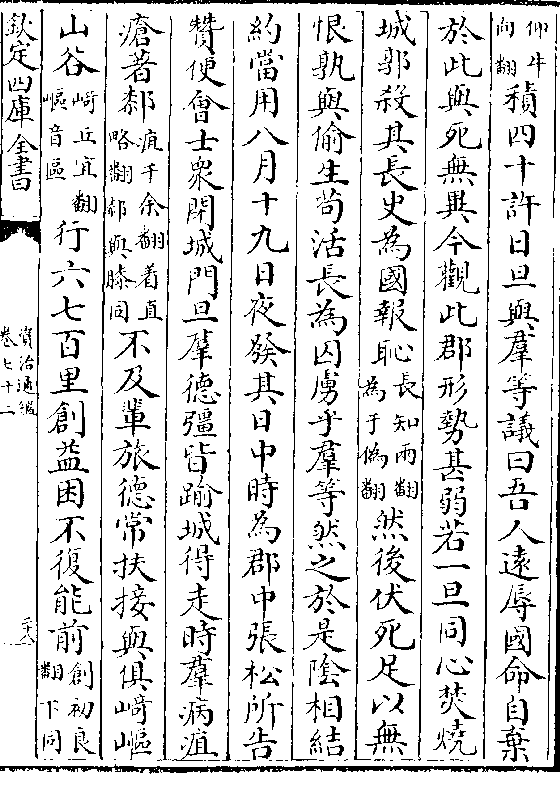 仰牛向翻積四十許日旦與羣等議曰吾人遠辱國命自棄
於此與死無異今觀此郡形勢甚弱若一旦同心焚燒
城郭殺其長史為國報恥長知兩翻為于偽翻然後伏死足以無
恨孰與偷生苟活長為囚虜乎羣等然之於是陰相結
約當用八月十九日夜發其日中時為郡中張松所告
贊便會士衆閉城門旦羣德彊皆踰城得走時羣病疽
瘡著厀疽千余翻着直略翻厀與膝同不及輩旅德常扶接與俱崎嶇
山谷崎丘宜翻嶇音區行六七百里創益困不復能前創初良翻下同
欽定四庫全書
資治通鑑
卷七十二